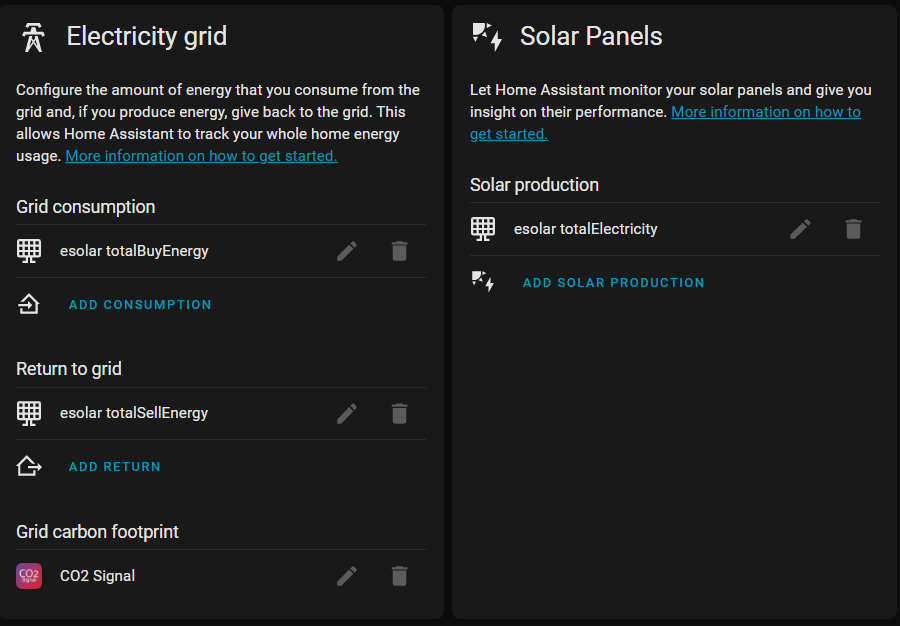 Electricity grid
Configure the amount of energy that you consume from the
grid and, if you produce energy, give back to the grid. This
allows Home Assistant to track your whole home energy
usage. More information on how to get started.
Grid consumption
esolar totalBuyEnergy
ADD CONSUMPTION
Return to grid
esolar totalSellEnergy
ADD RETURN
Grid carbon footprint
CO2
Signal
CO2 Signal
Solar Panels
Let Home Assistant monitor your solar panels and give you
insight on their performance. More information on how to
get started.
Solar production
esolar totalElectricity
ADD SOLAR PRODUCTION